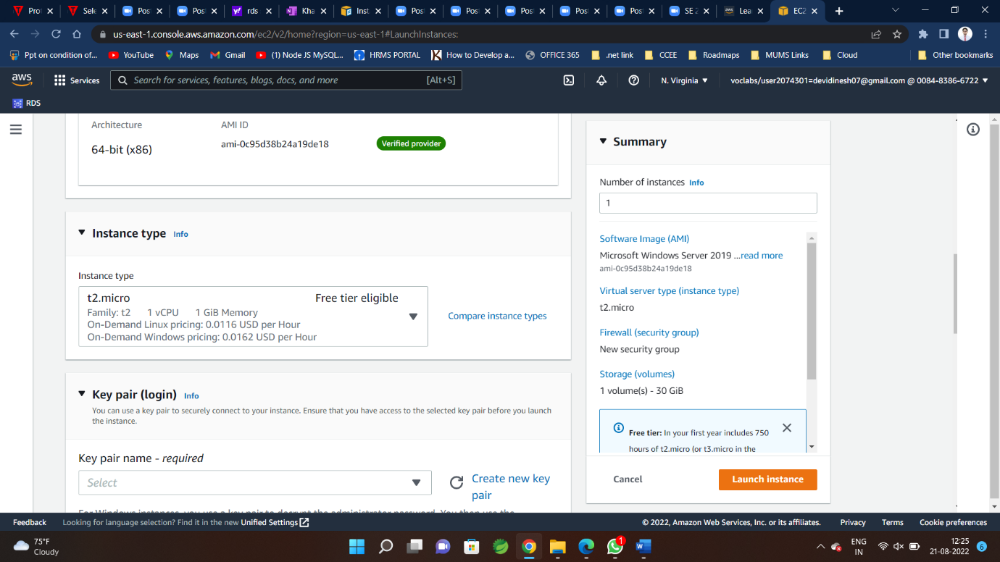 Pro
Sele
Post
Post
rds
Kha
Inst
Post
Post
Post
Post
Post
SE 2
Lea
EC2
us-east-1.console.aws.amazon.com/ec2/v2/home?region=us-east-1#LaunchInstances:
Ppt on condition of...
YouTube
Maps
Gmail
(1) Node JS MySQL...
HRMS PORTAL
How to Develop a...
OFFICE 365
.net link
CCEE
Roadmaps
MUMS Links
Cloud
Other bookmarks
aws
Services
Search for services, features, blogs, docs, and more
[Alt+S]
N. Virginia
voclabs/user2074301=devidinesh07@gmail.com @ 0084-8386-6722
RDS
Architecture
AMI ID
64-bit (x86)
ami-0c95d38b24a19de18
Verified provider
Instance type Info
Instance type
t2.micro
Free tier eligible
Family: t2 1 vCPU 1 GiB Memory
On-Demand Linux pricing: 0.0116 USD per Hour
On-Demand Windows pricing: 0.0162 USD per Hour
Compare instance types
Key pair (login) Info
You can use a key pair to securely connect to your instance. Ensure that you have access to the selected key pair before you launch
the instance.
Key pair name - required
Select
Create new key
pair
For Windows instances, you use a key pair to decrypt the administrator password. You then use the
Summary
Number of instances Info
1
Software Image (AMI)
Microsoft Windows Server 2019 ...read more
ami-0c95d38b24a19de18
Virtual server type (instance type)
t2.micro
Firewall (security group)
New security group
Storage (volumes)
1 volume(s) - 30 GiB
Free tier: In your first year includes 750
hours of t2.micro (or t3.micro in the
Cancel
Launch instance
Feedback
Looking for language selection? Find it in the new Unified Settings
© 2022, Amazon Web Services, Inc. or its affiliates.
Privacy
Terms
Cookie preferences
75°F
Cloudy
1
ENG
IN
12:25
21-08-2022
6